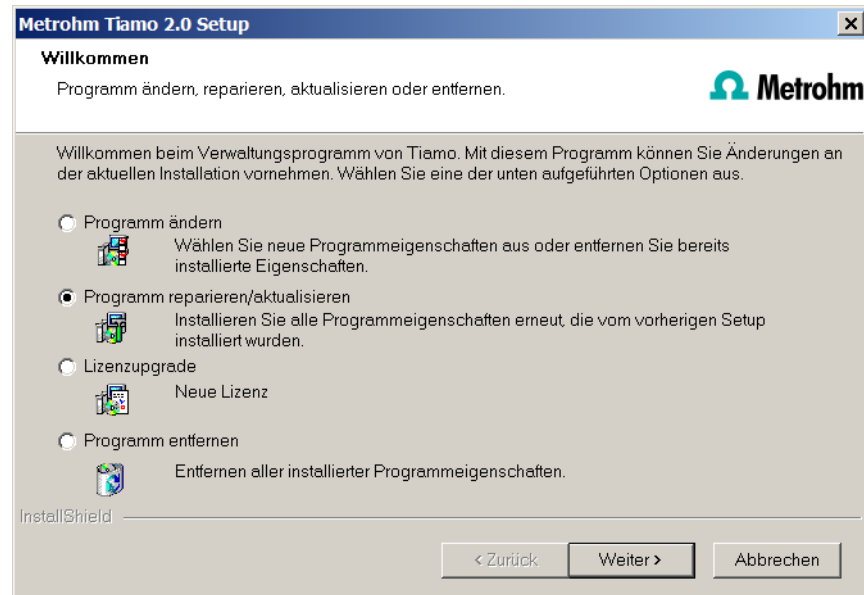 Metrohm Tiamo 2.0 Setup
Willkommen
Programm ändern, reparieren, aktualisieren oder entfernen.
Metrohm
Willkommen beim Verwaltungsprogramm von Tiamo. Mit diesem Programm können Sie Änderungen an
der aktuellen Installation vornehmen. Wählen Sie eine der unten aufgeführten Optionen aus.
Programm ändern
Wählen Sie neue Programmeigenschaften aus oder entfernen Sie bereits
installierte Eigenschaften.
Programm reparieren/aktualisieren
Installieren Sie alle Programmeigenschaften erneut, die vom vorherigen Setup
installiert wurden.
Lizenzupgrade
Neue Lizenz
Programm entfernen
Entfernen aller installierter Programmeigenschaften.
InstallShield
< Zurück Weiter > Abbrechen